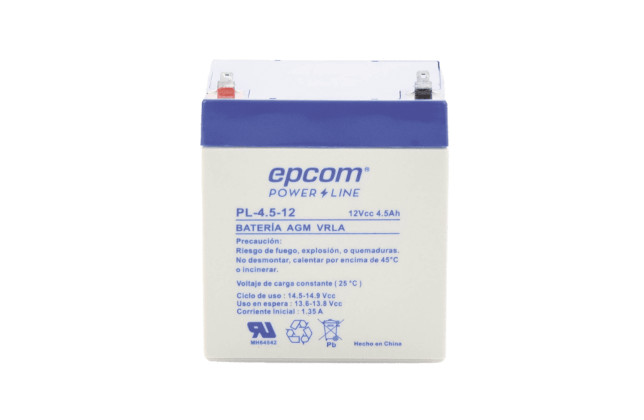 epcom®
POWER LINE
PL-4.5-12 12Vcc 4.5Ah
BATERÍA AGM VRLA
Precaución:
Riesgo de fuego, explosión, o quemaduras.
No desmontar, calentar por encima de 45°C
o incinerar.
Voltaje de carga constante ( 25 °C )
Ciclo de uso : 14.5-14.9 Vcc
Uso en espera : 13.6-13.8 Vcc
Corriente Inicial : 1.35 A
MH64542
Pb
Hecho en China